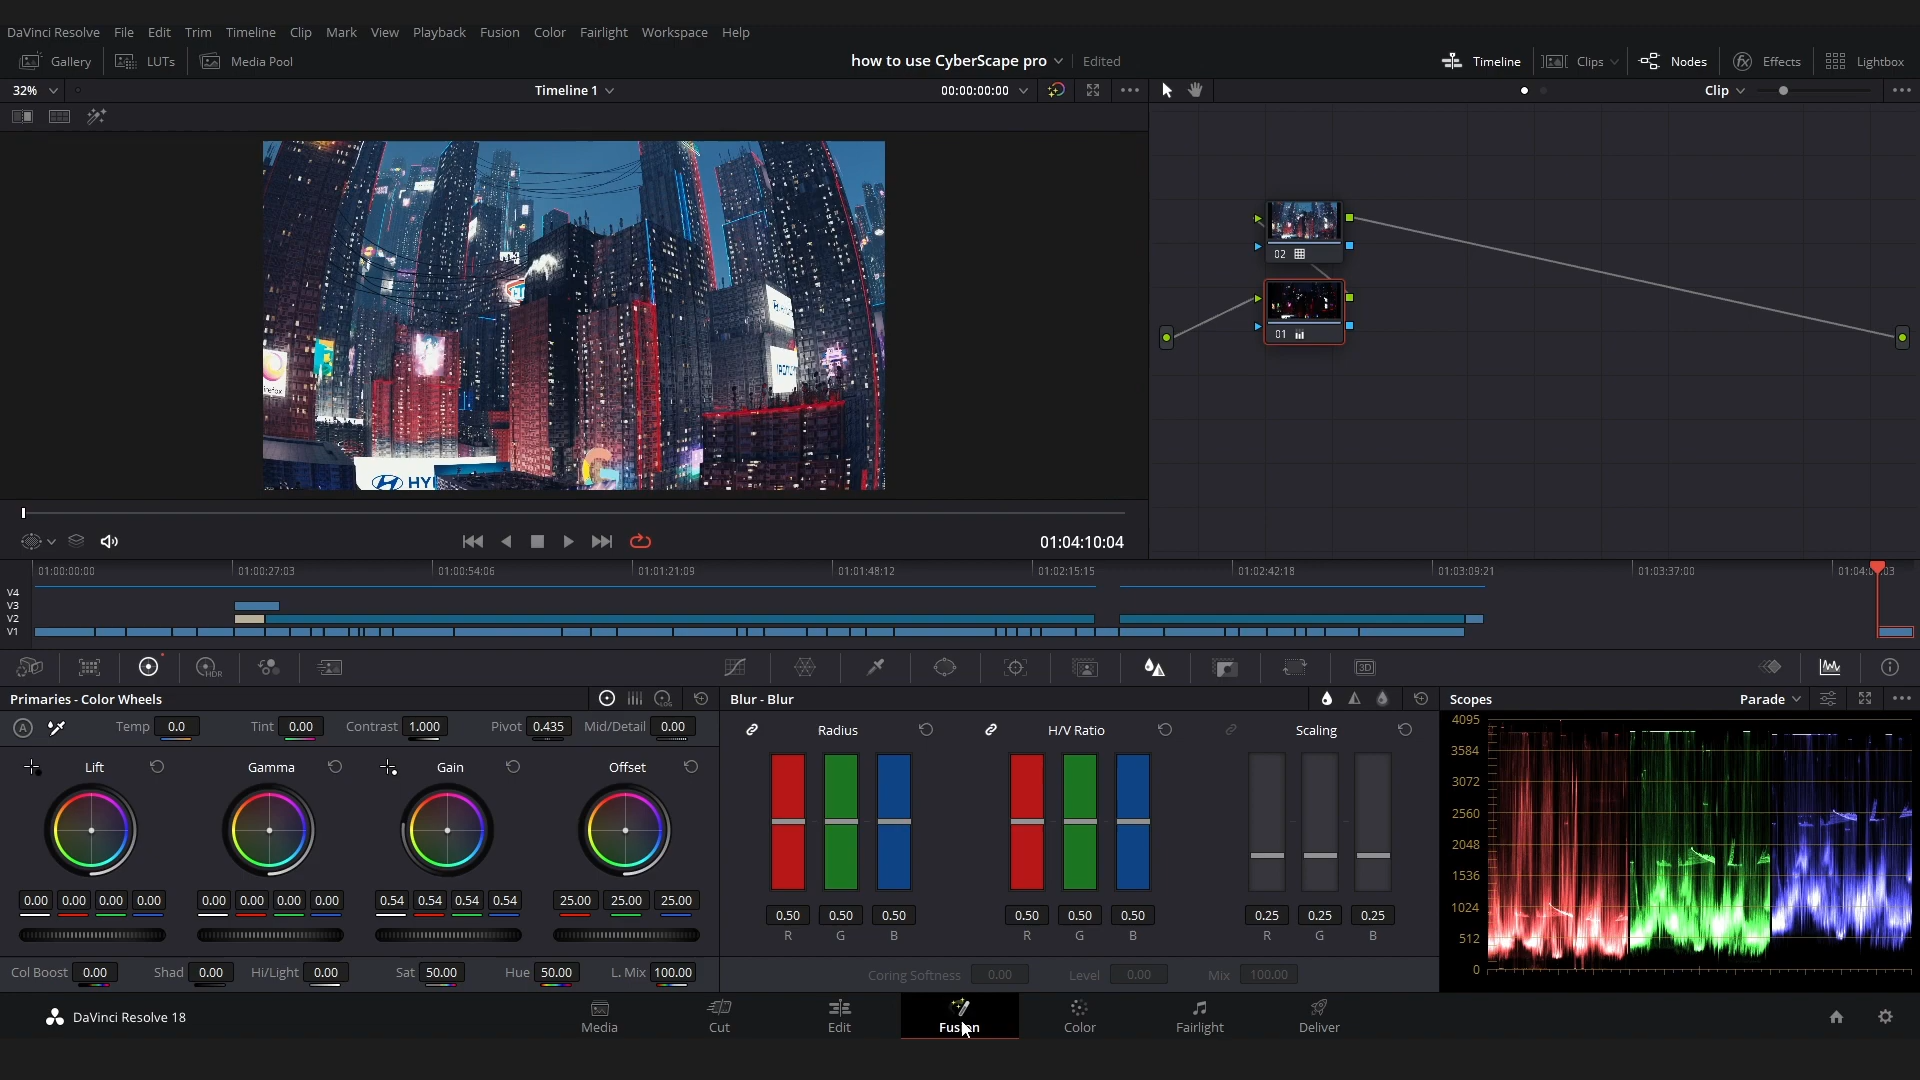 DaVinci Resolve File Edit Trim Timeline Clip Mark View Playback Fusion Color Fairlight Workspace Help
Gallery LUTs Media Pool how to use CyberScape pro Edited Timeline Clips Nodes Effects Lightbox
32% Timeline 1 00:00:00:00 Clip
HYU
G
02
01
01:04:10:04
01:00:00:00 01:00:27:03 01:00:54:06 01:01:21:09 01:01:48:12 01:02:15:15 01:02:42:18 01:03:09:21 01:03:37:00
V4
V3
V2
V1
HDR 3D
Primaries - Color Wheels LOG Blur - Blur Scopes Parade
A Temp 0.0 Tint 0.00 Contrast 1.000 Pivot 0.435 Mid/Detail 0.00 Radius H/V Ratio Scaling
Lift Gamma Gain Offset
4095
3584
3072
2560
2048
1536
1024
512
0
0.00 0.00 0.00 0.00 0.00 0.00 0.00 0.00 0.54 0.54 0.54 0.54 25.00 25.00 25.00
0.50 0.50 0.50 0.50 0.50 0.50 0.25 0.25 0.25
R G B R G B R G B
Col Boost 0.00 Shad 0.00 Hi/Light 0.00 Sat 50.00 Hue 50.00 L. Mix 100.00 Coring Softness 0.00 Level 0.00 Mix 100.00
DaVinci Resolve 18 Media Cut Edit Fusion Color Fairlight Deliver